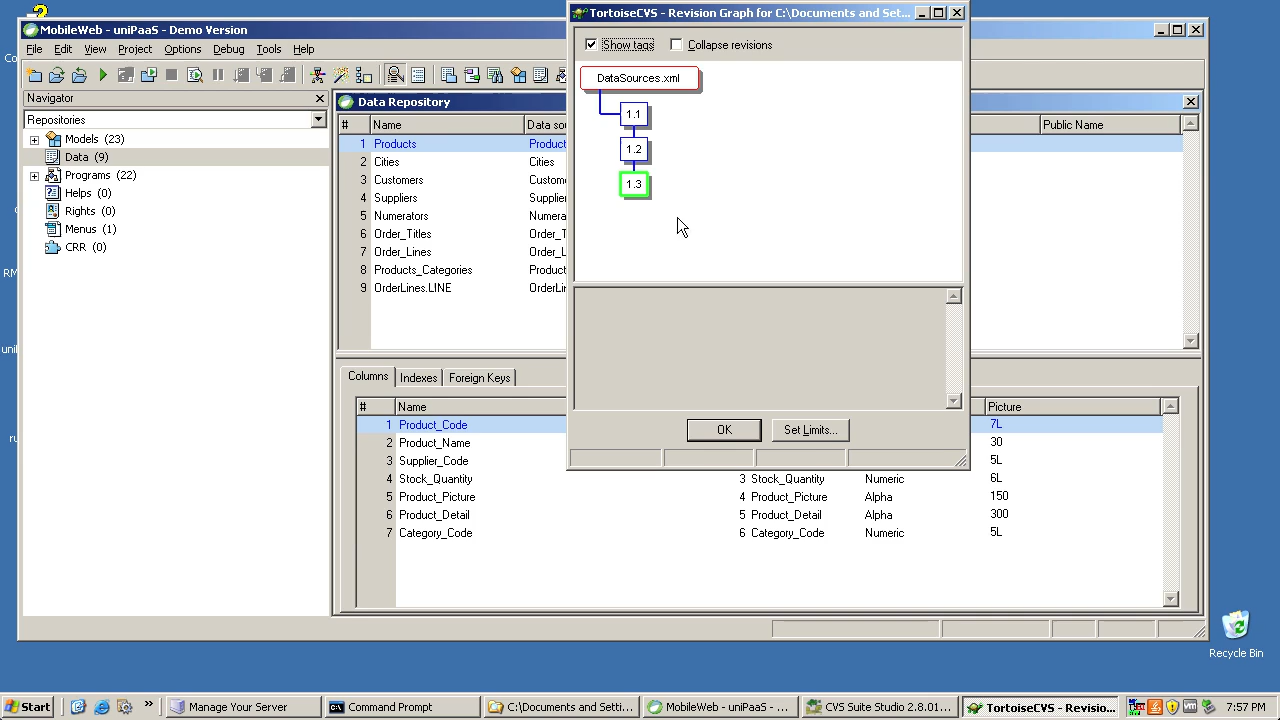 MobileWeb - uniPaaS - Demo Version
File Edit View Project Options Debug Tools Help
Navigator
Repositories
Models (23)
Data (9)
Programs (22)
Helps (0)
Rights (0)
Menus (1)
CRR (0)
Data Repository
# Name Data sou Public Name
1 Products Product
2 Cities Cities
3 Customers Customers
4 Suppliers Suppliers
5 Numerators Numera
6 Order_Titles Order_T
7 Order_Lines Order_L
8 Products_Categories Product
9 OrderLines.LINE OrderLin
Columns Indexes Foreign Keys
# Name Picture
1 Product_Code 7L
2 Product_Name 30
3 Supplier_Code 5L
4 Stock_Quantity 3 Stock_Quantity Numeric 6L
5 Product_Picture 4 Product_Picture Alpha 150
6 Product_Detail 5 Product_Detail Alpha 300
7 Category_Code 6 Category_Code Numeric 5L
TortoiseCVS - Revision Graph for C:\Documents and Set...
Show tags Collapse revisions
DataSources.xml
1.1
1.2
1.3
OK Set Limits...
Recycle Bin
Start Manage Your Server Command Prompt C:\Documents and Setti... MobileWeb - uniPaaS - ... CVS Suite Studio 2.8.01... TortoiseCVS - Revisio... 7:57 PM